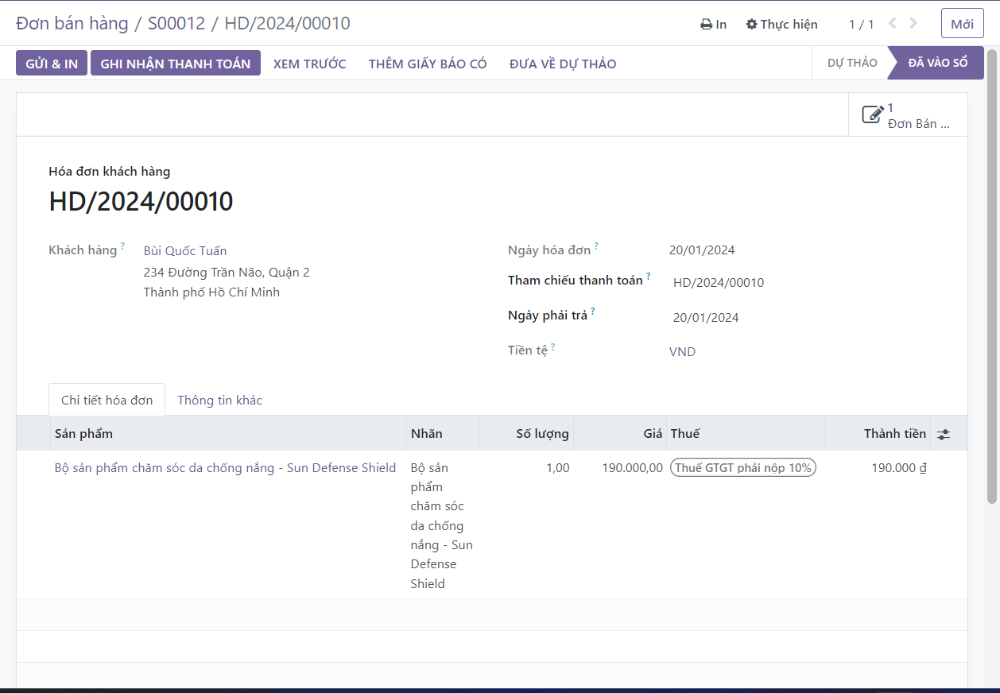 Đơn bán hàng / S00012 / HD/2024/00010
In
Thực hiện
1 / 1
Mới
GỬI & IN
GHI NHẬN THANH TOÁN
XEM TRƯỚC
THÊM GIẤY BÁO CÓ
ĐƯA VỀ DỰ THẢO
DỰ THẢO
ĐÃ VÀO SỔ
1
Đơn Bán ...
Hóa đơn khách hàng
HD/2024/00010
Khách hàng ?
Bùi Quốc Tuấn
234 Đường Trần Não, Quận 2
Thành phố Hồ Chí Minh
Ngày hóa đơn ?
20/01/2024
Tham chiếu thanh toán ?
HD/2024/00010
Ngày phải trả ?
20/01/2024
Tiền tệ ?
VND
Chi tiết hóa đơn
Thông tin khác
Sản phẩm
Nhãn
Số lượng
Giá
Thuế
Thành tiền
Bộ sản phẩm chăm sóc da chống nắng - Sun Defense Shield
Bộ sản
phẩm
chăm sóc
da chống
nắng - Sun
Defense
Shield
1,00
190.000,00
Thuế GTGT phải nộp 10%
190.000 ₫